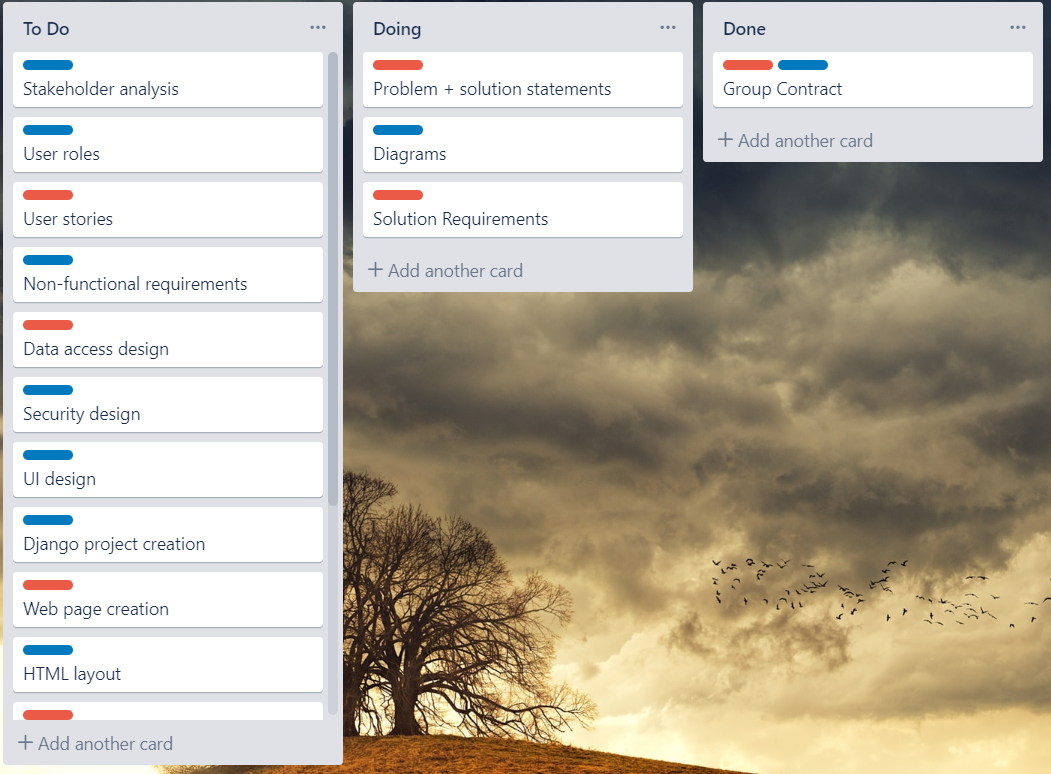 To Do
Stakeholder analysis
User roles
User stories
Non-functional requirements
Data access design
Security design
UI design
Django project creation
Web page creation
HTML layout
+ Add another card
Doing
Problem + solution statements
Diagrams
Solution Requirements
+ Add another card
Done
Group Contract
+ Add another card